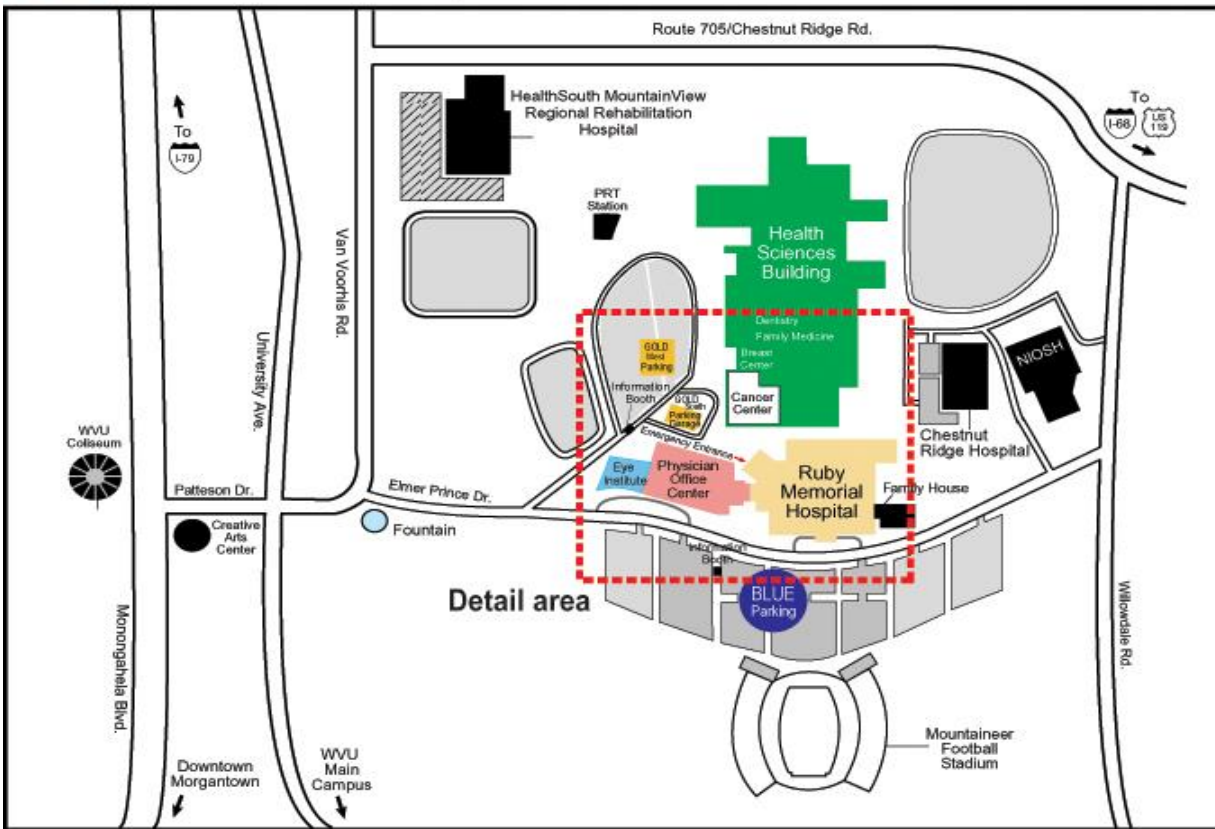 Route 705/Chestnut Ridge Rd.
HealthSouth MountainView
Regional Rehabilitation
Hospital
To
I-79
To
I-68
US
119
PRT
Station
Health
Sciences
Building
Van Voorhis Rd.
University Ave.
Dentistry
Family Medicine
Breast
Center
Cancer
Center
GOLD
West
Parking
Information
Booth
GOLD
South
Parking
Garage
NIOSH
Emergency Entrance
Chestnut
Ridge Hospital
WVU
Coliseum
Eye
Institute
Physician
Office
Center
Ruby
Memorial
Hospital
Family House
Patteson Dr.
Elmer Prince Dr.
Creative
Arts
Center
Fountain
Information
Booth
Detail area
BLUE
Parking
Monongahela Blvd.
Willowdale Rd.
Mountaineer
Football
Stadium
Downtown
Morgantown
WVU
Main
Campus